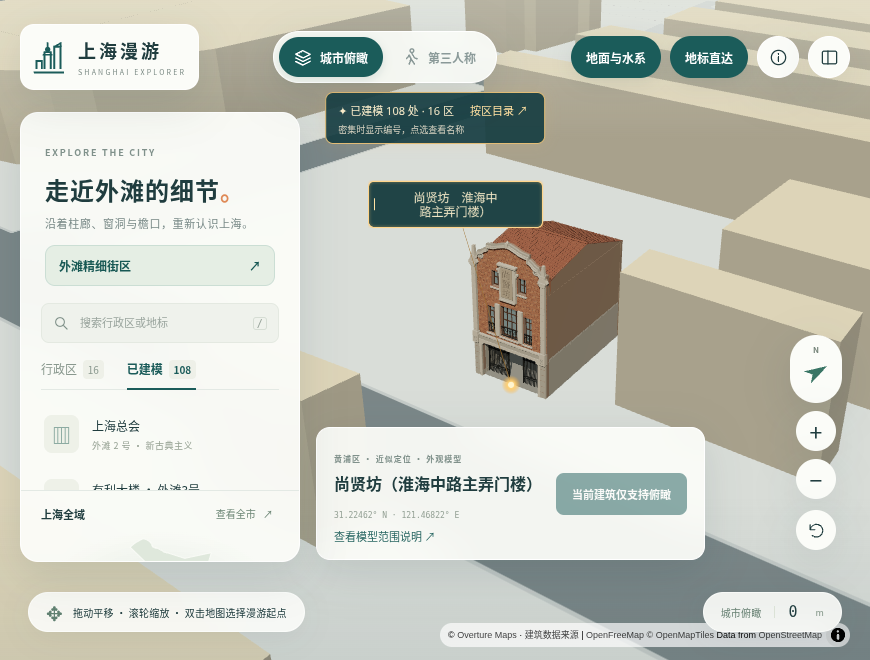 上海漫游
SHANGHAI EXPLORER
城市俯瞰
第三人称
地面与水系
地标直达
✦ 已建模 108 处 · 16 区 按区目录 ↗
密集时显示编号，点选查看名称
EXPLORE THE CITY
走近外滩的细节。
沿着柱廊、窗洞与檐口，重新认识上海。
外滩精细街区 ↗
搜索行政区或地标 /
行政区 16 已建模 108
上海总会
外滩 2 号 · 新古典主义
有利大楼 · 外滩3号
上海全域 查看全市 ↗
尚贤坊 淮海中
路主弄门楼）
N
+
−
黄浦区 · 近似定位 · 外观模型
尚贤坊（淮海中路主弄门楼）
当前建筑仅支持俯瞰
31.22462° N · 121.46822° E
查看模型范围说明 ↗
拖动平移 · 滚轮缩放 · 双击地图选择漫游起点
城市俯瞰 0 m
© Overture Maps · 建筑数据来源 | OpenFreeMap © OpenMapTiles Data from OpenStreetMap